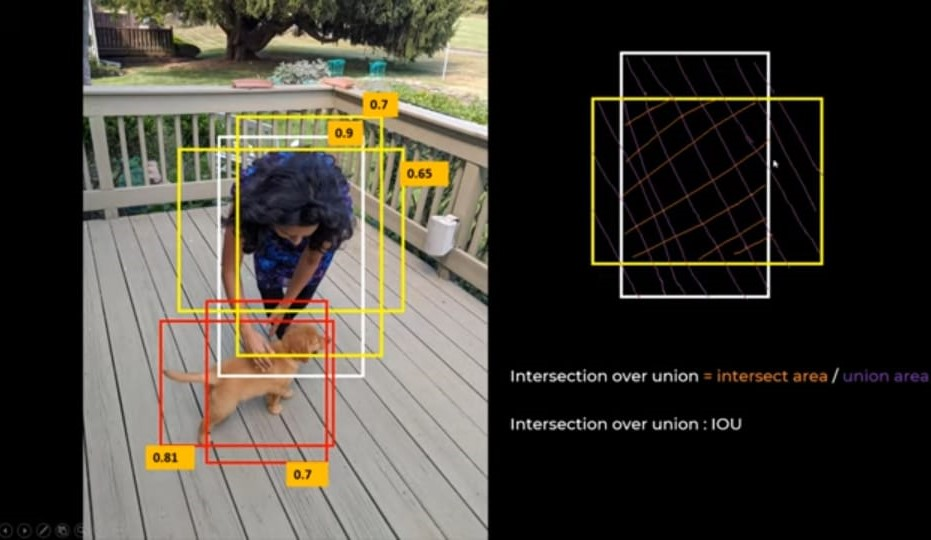 0.7
0.9
0.65
0.81
0.7
Intersection over union = intersect area / union area
Intersection over union : IOU